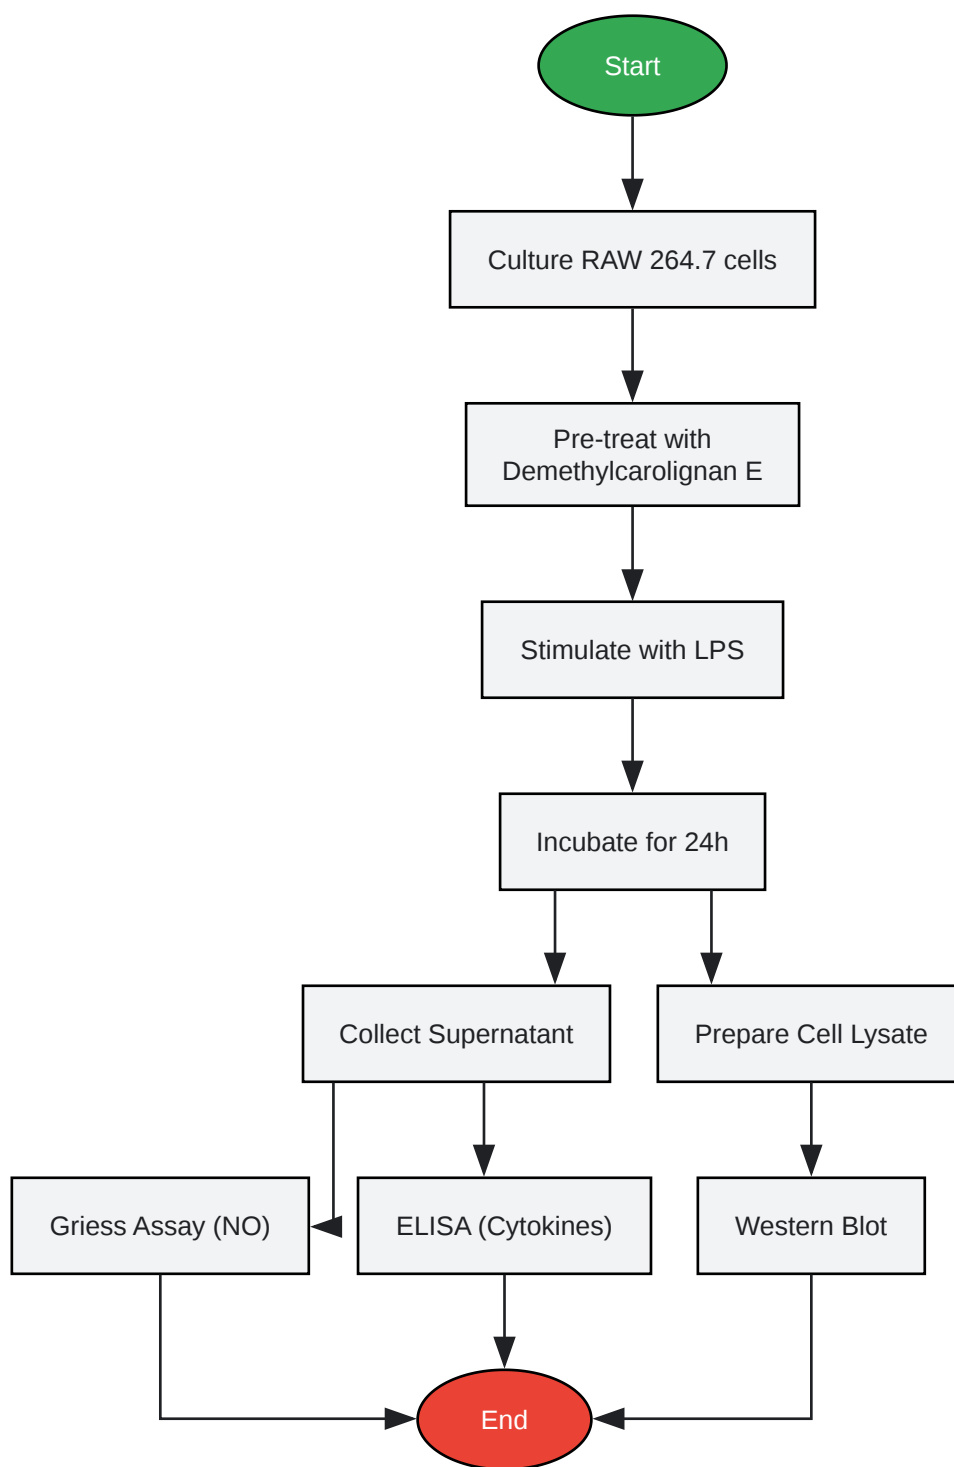 Start
Culture RAW 264.7 cells
Pre-treat with
Demethylcarolignan E
Stimulate with LPS
Incubate for 24h
Collect Supernatant
Prepare Cell Lysate
Griess Assay (NO)
ELISA (Cytokines)
Western Blot
End